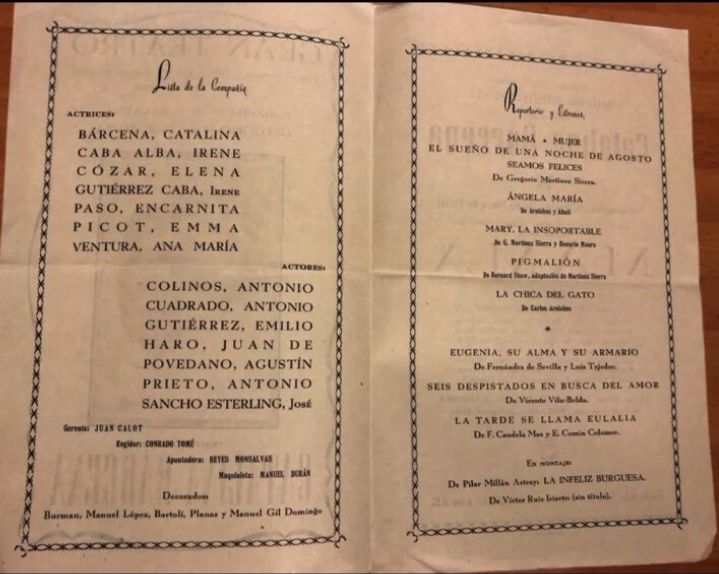 Lista de la Compañía
ACTRICES:
BÁRCENA, CATALINA
CABA ALBA, IRENE
CÓZAR, ELENA
GUTIÉRREZ CABA, IRENE
PASO, ENCARNITA
PICOT, EMMA
VENTURA, ANA MARÍA
ACTORES:
COLINOS, ANTONIO
CUADRADO, ANTONIO
GUTIÉRREZ, EMILIO
HARO, JUAN DE
POVEDANO, AGUSTÍN
PRIETO, ANTONIO
SANCHO ESTERLING, José
Gerente: JUAN CALOT
Regidor: CONRADO TOMÉ
Apuntadora: REYES MONSALVAS
Maquinista: MANUEL DURÁN
Decorados:
Burman, Manuel López, Bartolí, Planas y Manuel Gil Domingo
Repertorio y Estrenos,
MAMÁ • MUJER
EL SUEÑO DE UNA NOCHE DE AGOSTO
SEAMOS FELICES
De Gregorio Martínez Sierra.
ÁNGELA MARÍA
De Arniches y Abati
MARY, LA INSOPORTABLE
De G. Martínez Sierra y Honorio Maura
PIGMALIÓN
De Bernard Shaw, adaptación de Martínez Sierra
LA CHICA DEL GATO
De Carlos Arniches
*
EUGENIA, SU ALMA Y SU ARMARIO
De Fernández de Sevilla y Luis Tejedor.
SEIS DESPISTADOS EN BUSCA DEL AMOR
De Vicente Vila-Belda.
LA TARDE SE LLAMA EULALIA
De F. Candela Mas y E. Comín Colomer.
EN MONTAJE:
De Pilar Millán Astray: LA INFELIZ BURGUESA.
De Víctor Ruiz Iriarte (sin título).